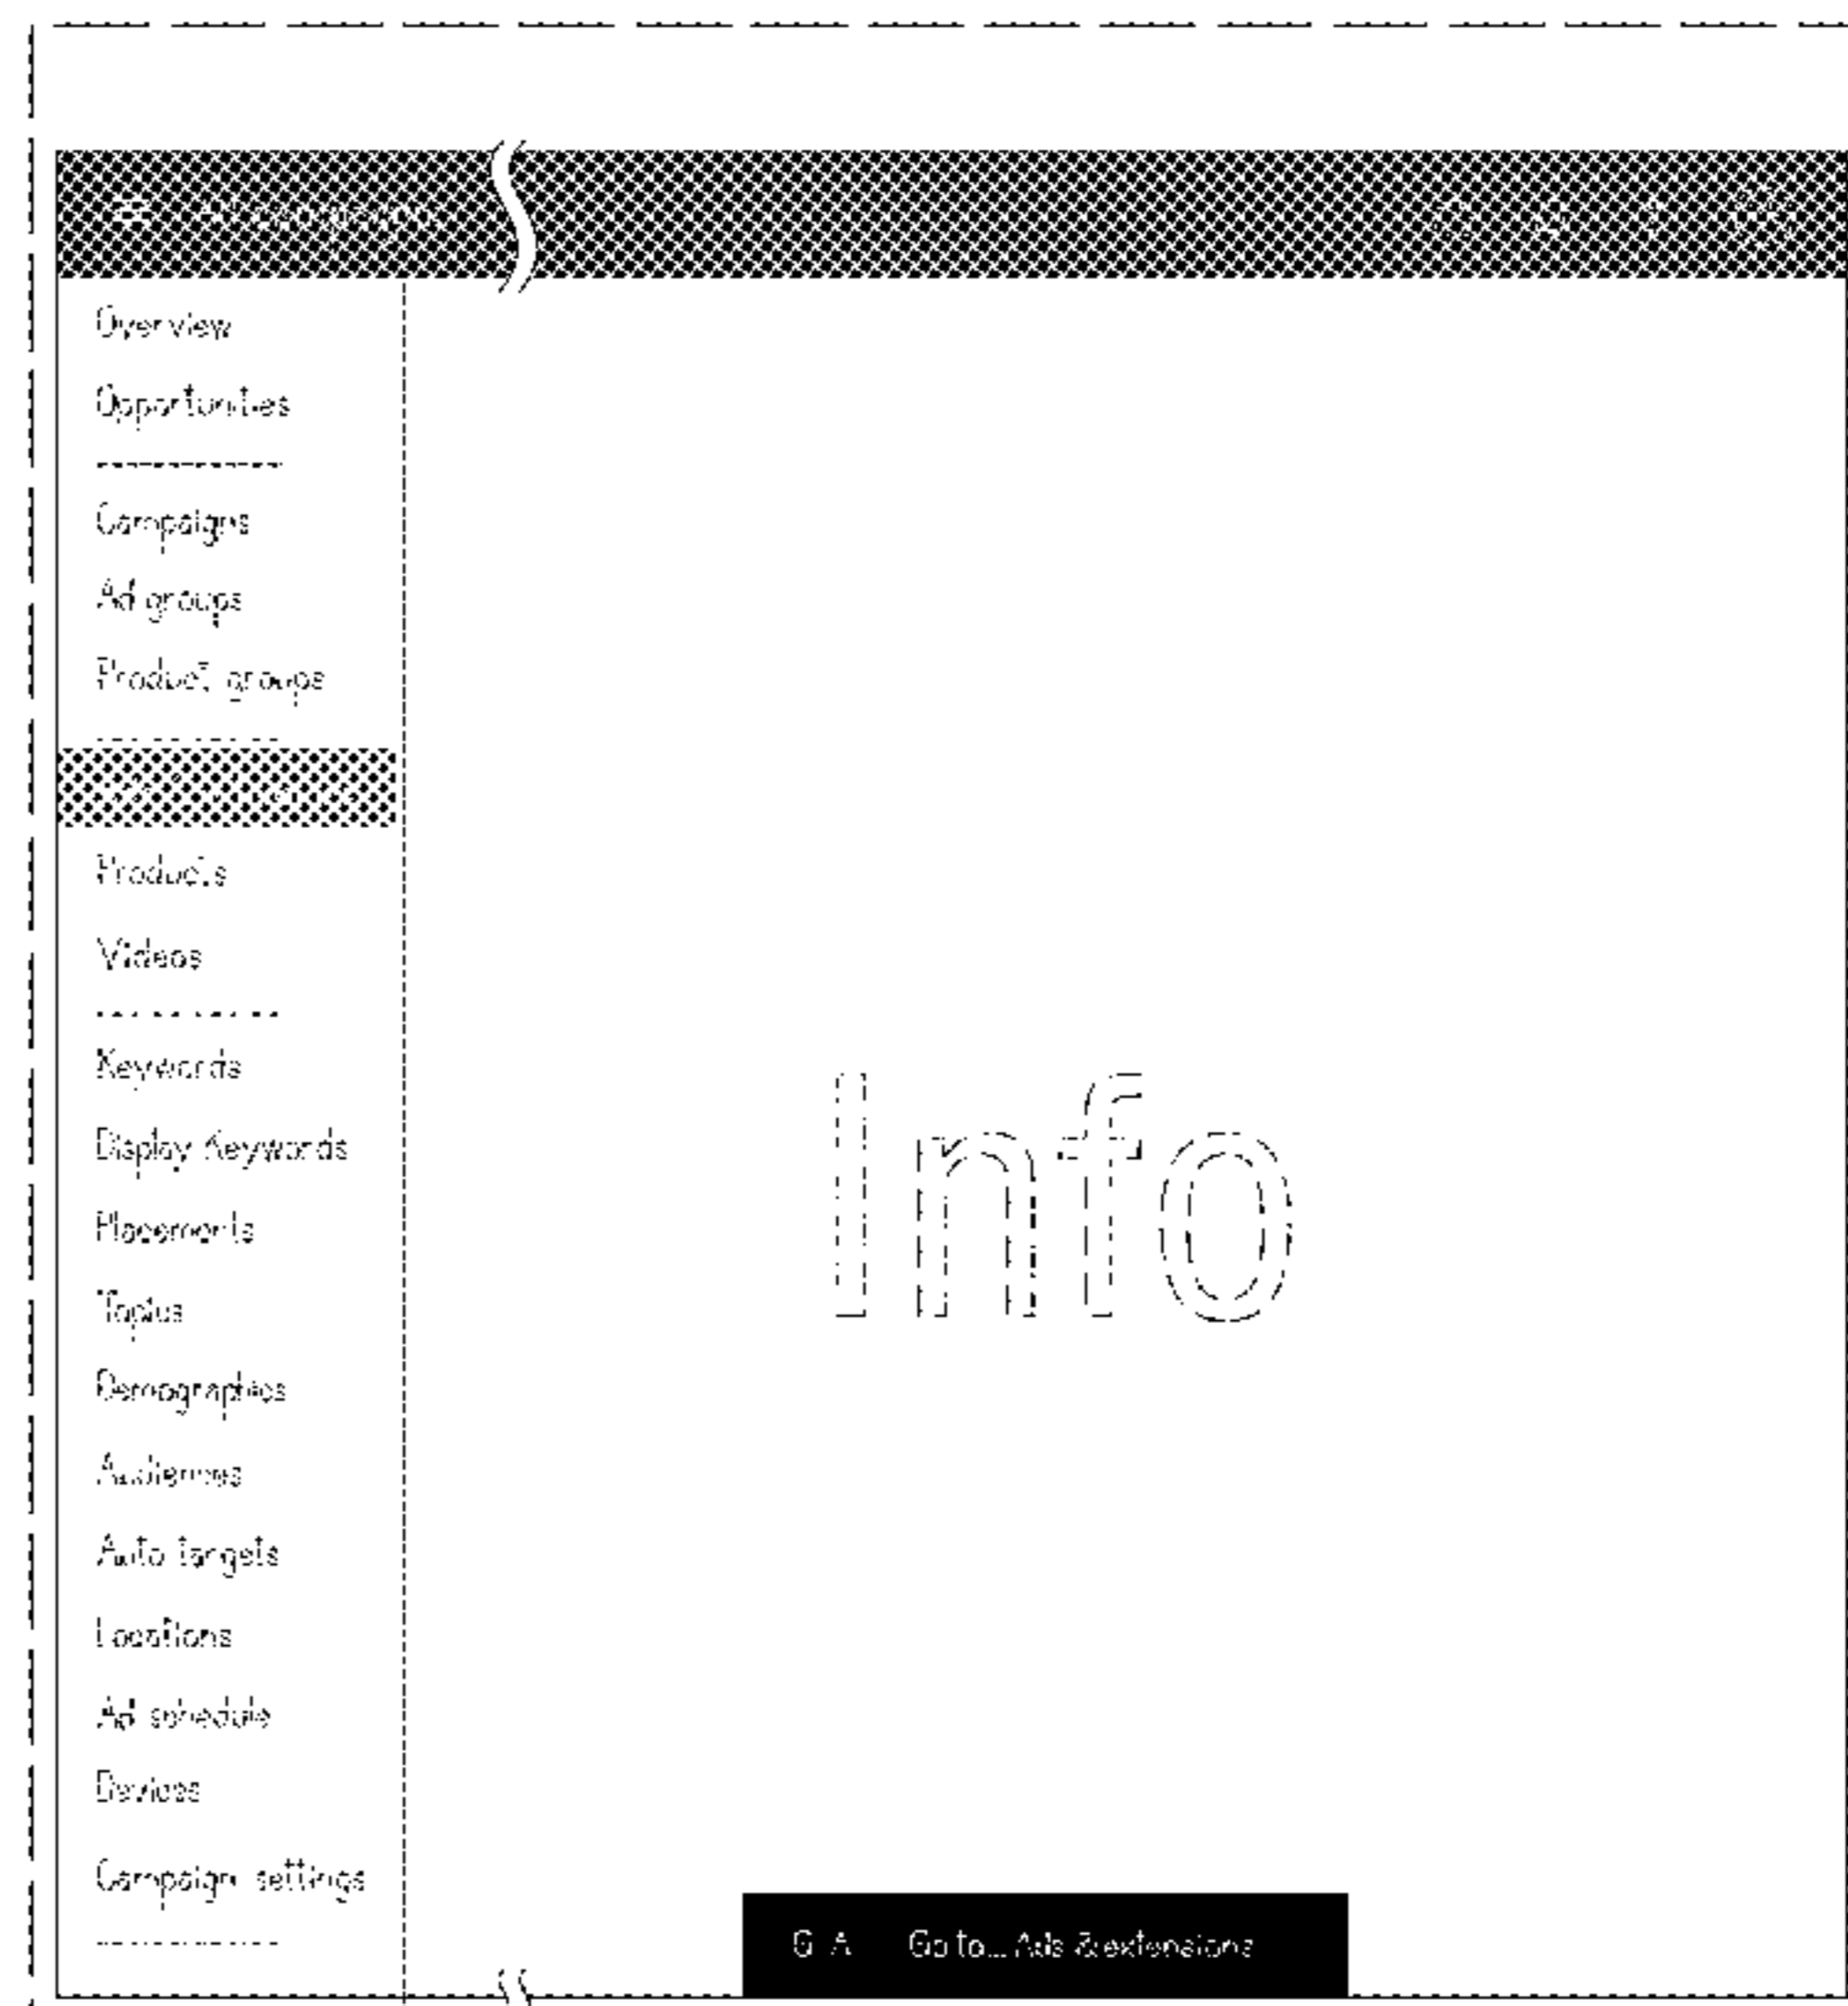 Overview
Opportunities
Campaigns
Ad groups
Product groups
Products
Videos
Keywords
Display Keywords
Placements
Topics
Demographics
Audiences
Auto targets
Locations
Ad schedule
Devices
Campaign settings
Info
G A Go to... Ads & extensions